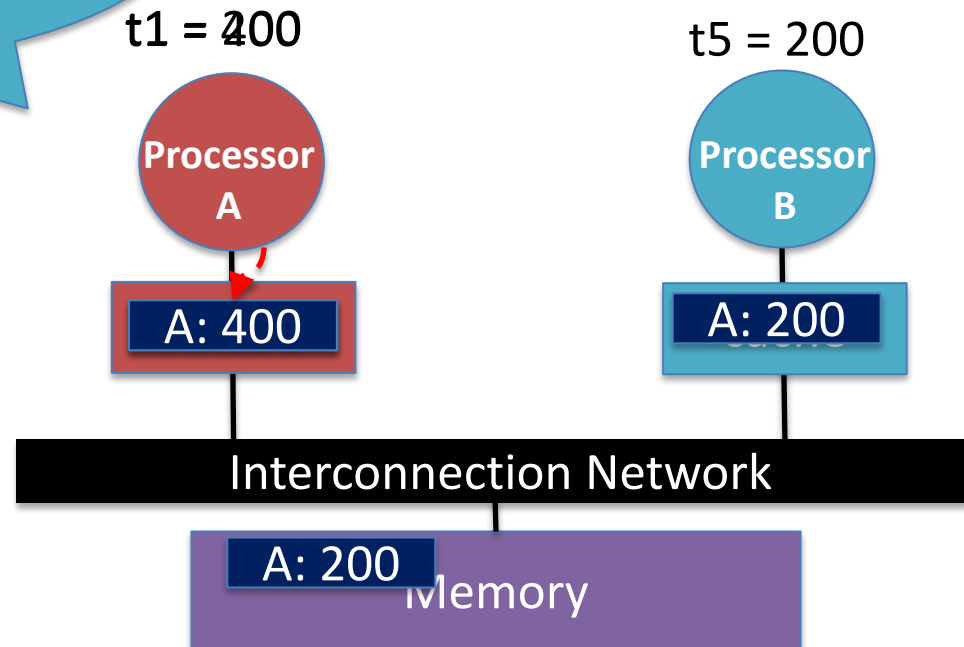 t1 = 400
t5 = 200
Processor
A
Processor
B
A: 400
A: 200
Interconnection Network
A: 200
Memory